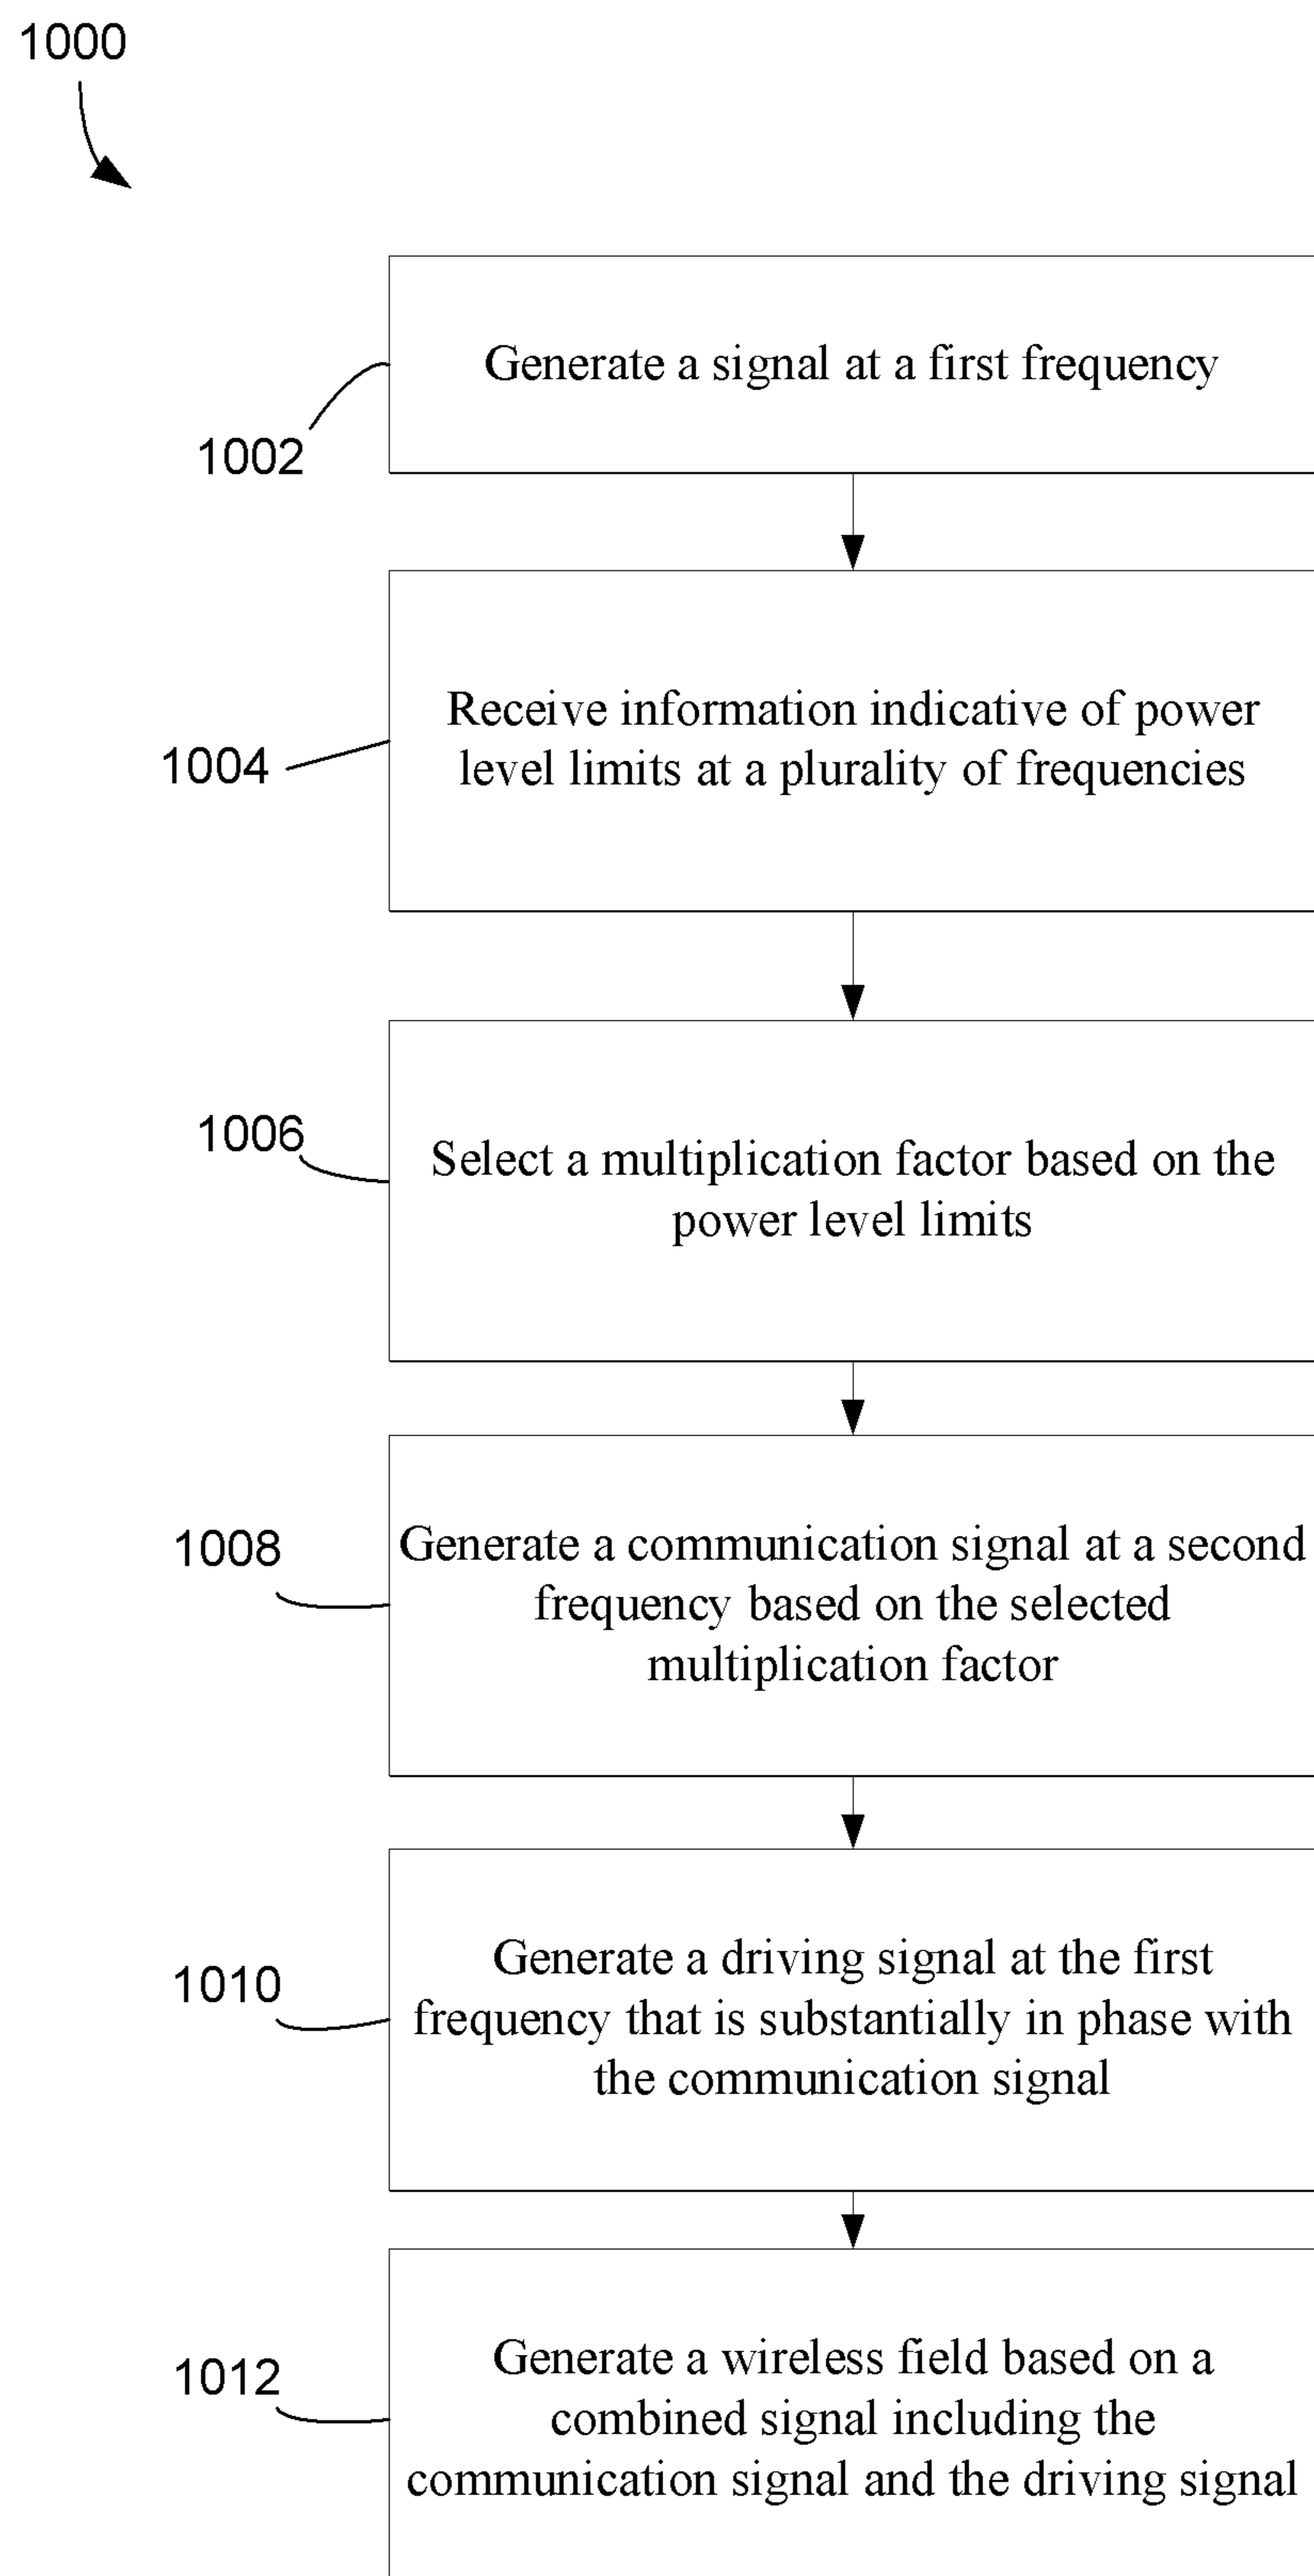 1000
Generate a signal at a first frequency
1002
Receive information indicative of power
level limits at a plurality of frequencies
1004
Select a multiplication factor based on the
power level limits
1006
Generate a communication signal at a second
frequency based on the selected
multiplication factor
1008
Generate a driving signal at the first
frequency that is substantially in phase with
the communication signal
1010
Generate a wireless field based on a
combined signal including the
communication signal and the driving signal
1012